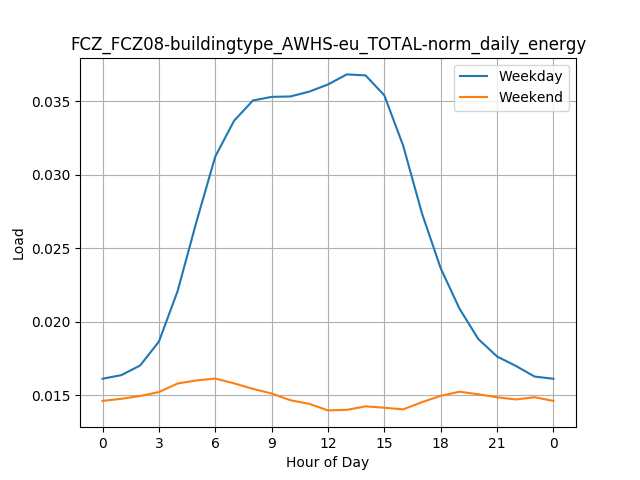 FCZ_FCZ08-buildingtype_AWHS-eu_TOTAL-norm_daily_energy
Weekday
Weekend
0.035
0.030
0.025
0.020
0.015
Load
0 3 6 9 12 15 18 21 0
Hour of Day